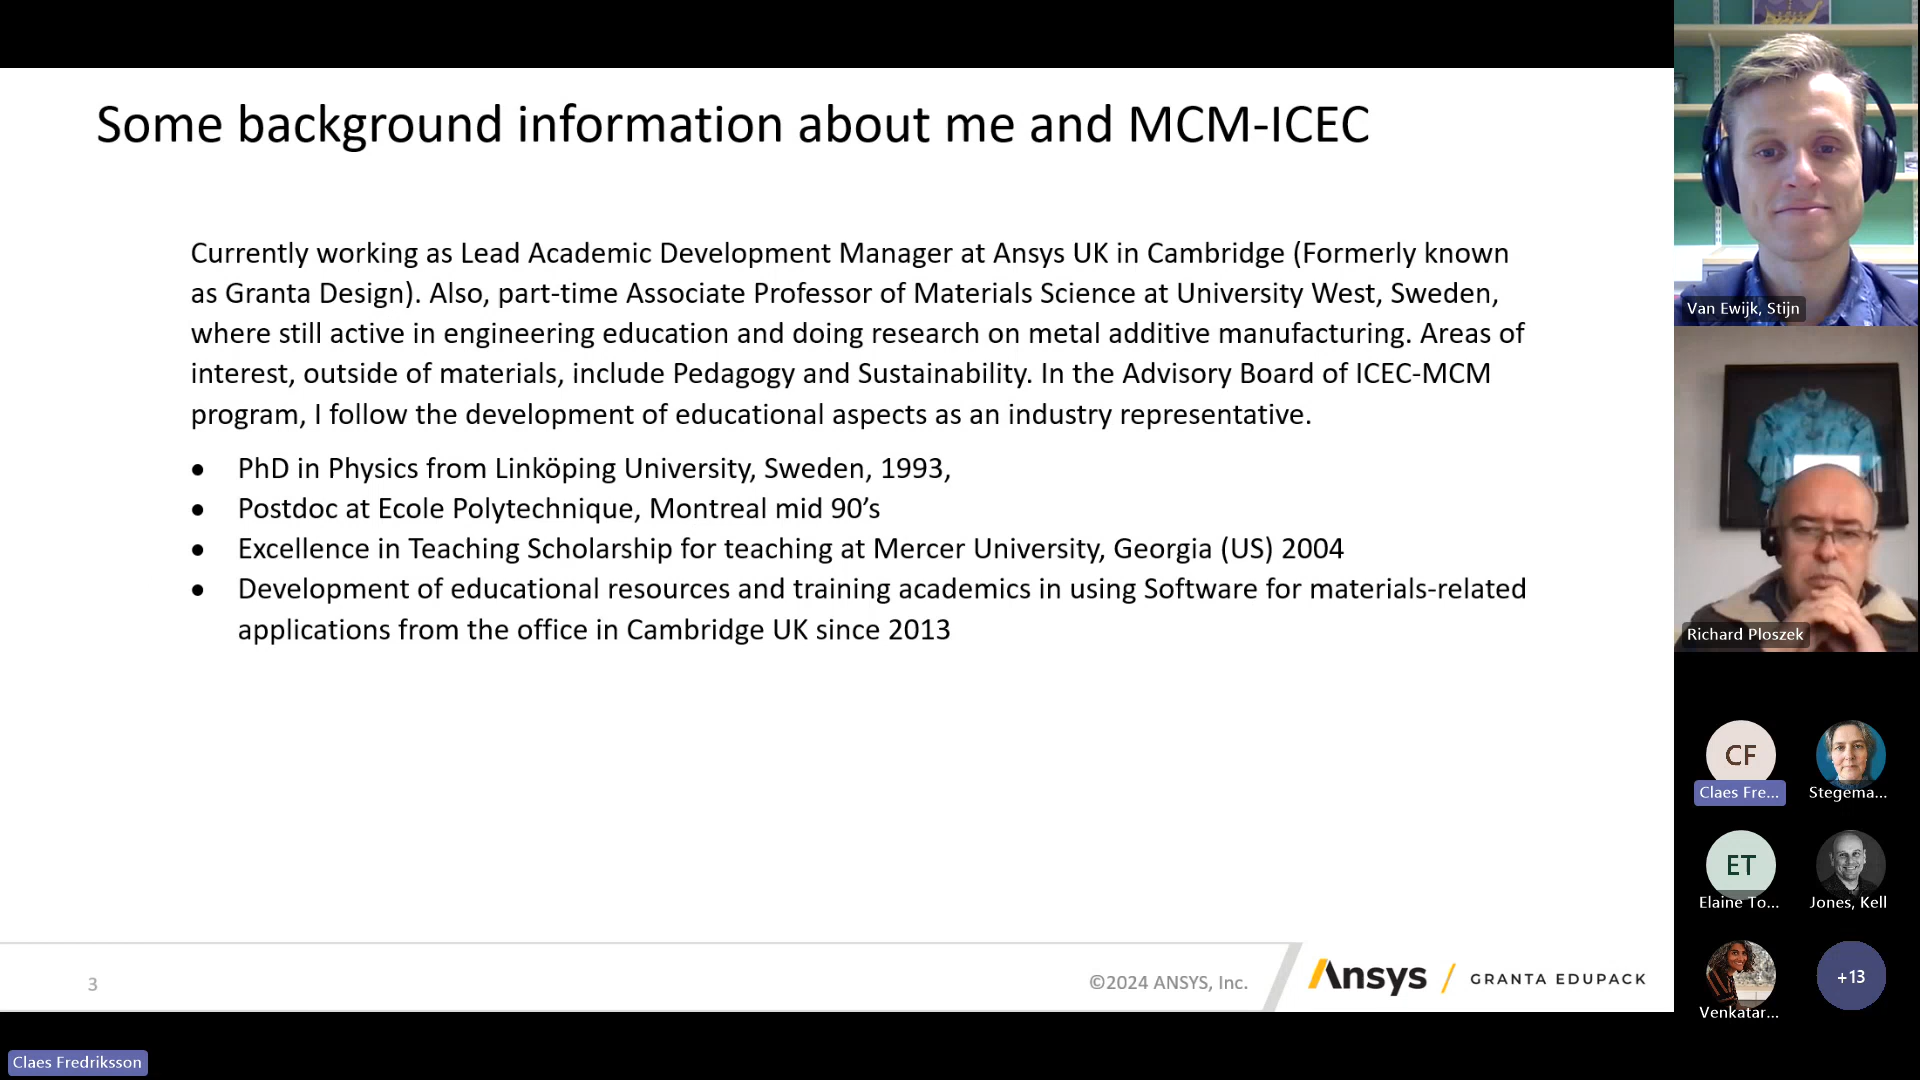 Some background information about me and MCM-ICEC
Currently working as Lead Academic Development Manager at Ansys UK in Cambridge (Formerly known
as Granta Design). Also, part-time Associate Professor of Materials Science at University West, Sweden,
where still active in engineering education and doing research on metal additive manufacturing. Areas of
interest, outside of materials, include Pedagogy and Sustainability. In the Advisory Board of ICEC-MCM
program, I follow the development of educational aspects as an industry representative.
● PhD in Physics from Linköping University, Sweden, 1993,
● Postdoc at Ecole Polytechnique, Montreal mid 90’s
● Excellence in Teaching Scholarship for teaching at Mercer University, Georgia (US) 2004
● Development of educational resources and training academics in using Software for materials-related
applications from the office in Cambridge UK since 2013
3
©2024 ANSYS, Inc.
Ansys / GRANTA EDUPACK
Claes Fredriksson
Van Ewijk, Stijn
Richard Ploszek
CF
Claes Fre...
Stegema...
ET
Elaine To...
Jones, Kell
Venkatar...
+13